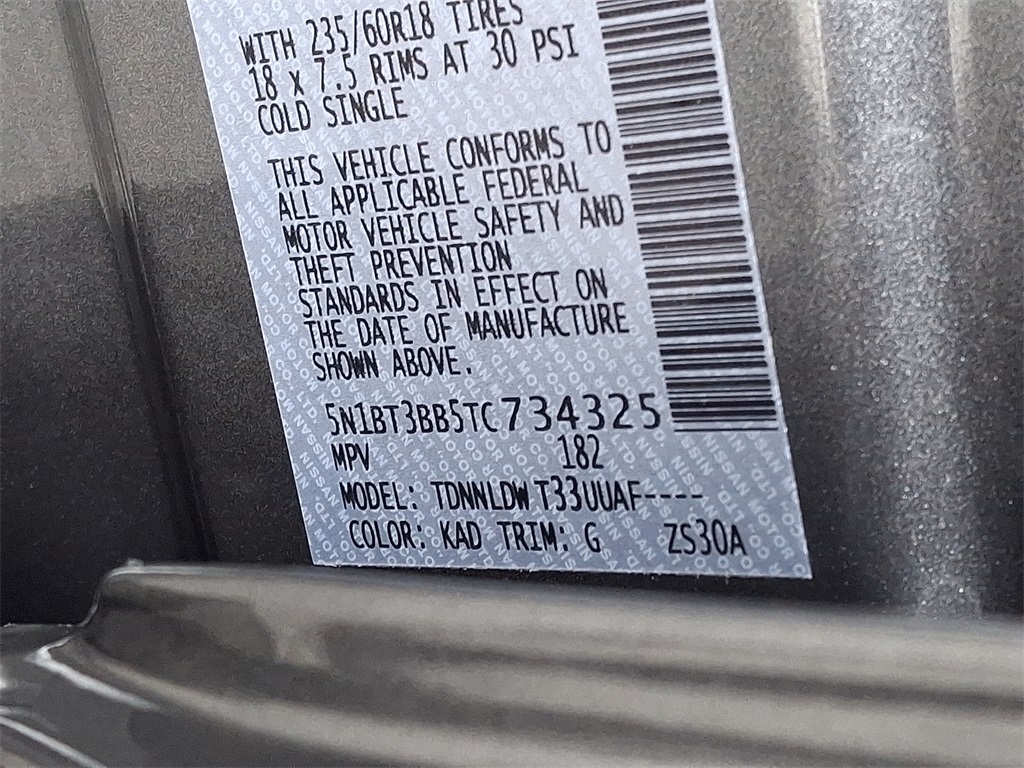 WITH 235/60R18 TIRES
18 X 7.5 RIMS AT 30 PSI
COLD SINGLE
THIS VEHICLE CONFORMS TO
ALL APPLICABLE FEDERAL
MOTOR VEHICLE SAFETY AND
THEFT PREVENTION
STANDARDS IN EFFECT ON
THE DATE OF MANUFACTURE
SHOWN ABOVE.
5N1BT3BB5TC734325
MPV 182
MODEL: TDNNLDW T33UUAF----
COLOR: KAD TRIM: G ZS30A